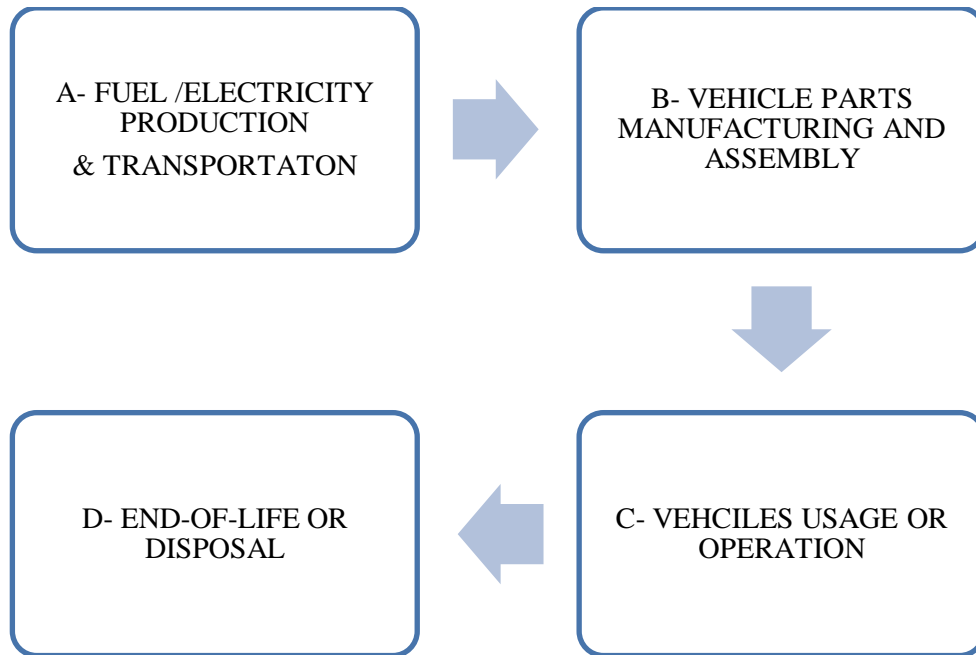 A- FUEL /ELECTRICITY
PRODUCTION
& TRANSPORTATON
B- VEHICLE PARTS
MANUFACTURING AND
ASSEMBLY
C- VEHCILES USAGE OR
OPERATION
D- END-OF-LIFE OR
DISPOSAL